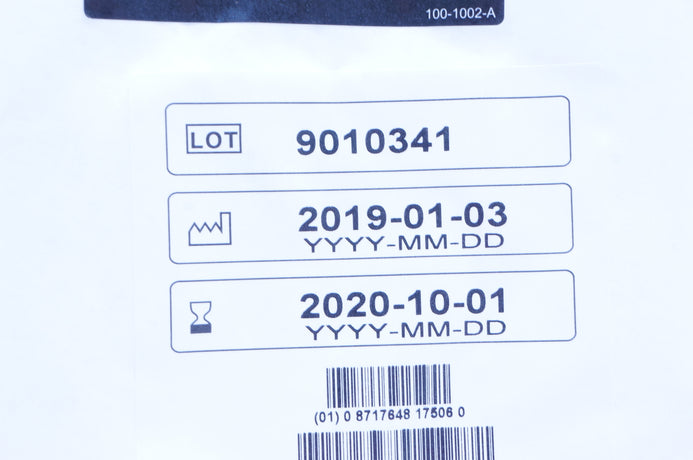 100-1002-A
LOT 9010341
2019-01-03
YYYY-MM-DD
2020-10-01
YYYY-MM-DD
(01) 0 8717648 17506 0